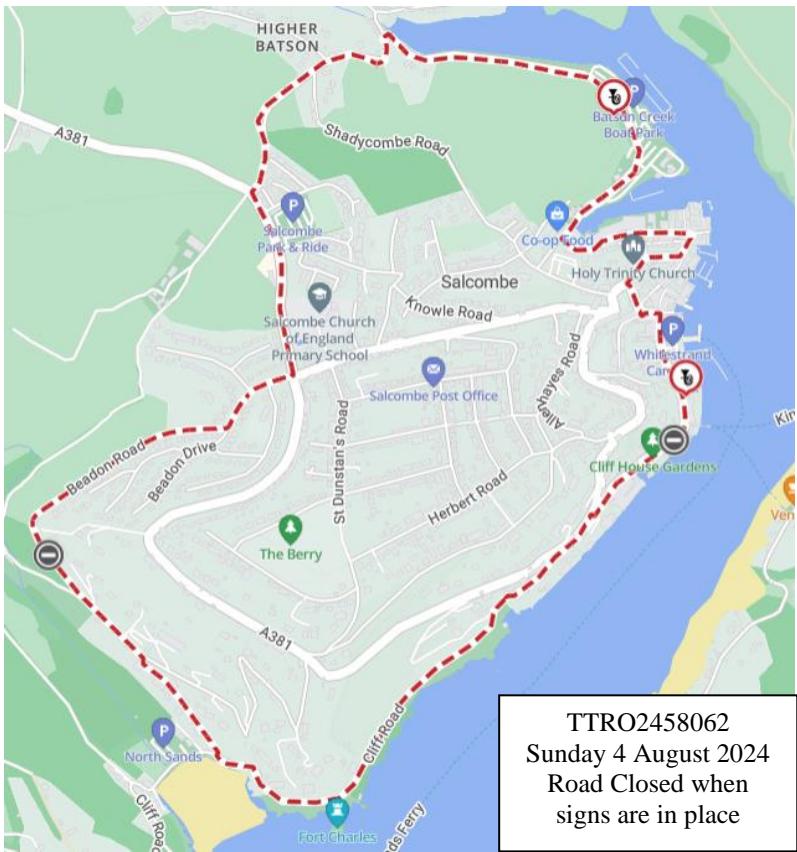 HIGHER
BATSON
A381
Shadycombe Road
Batson Creek
Boat Park
P
Salcombe
Park & Ride
Co-op Food
Holy Trinity Church
Salcombe
Knowle Road
Salcombe Church
of England
Primary School
P
Whitestrand
Salcombe Post Office
Allenhayes Road
Beadon Road
Beadon Drive
St Dunstan's Road
Cliff House Gardens
Herbert Road
The Berry
A381
P
North Sands
Cliff Road
Cliff Road
Fort Charles
Ferry
TTRO2458062
Sunday 4 August 2024
Road Closed when
signs are in place